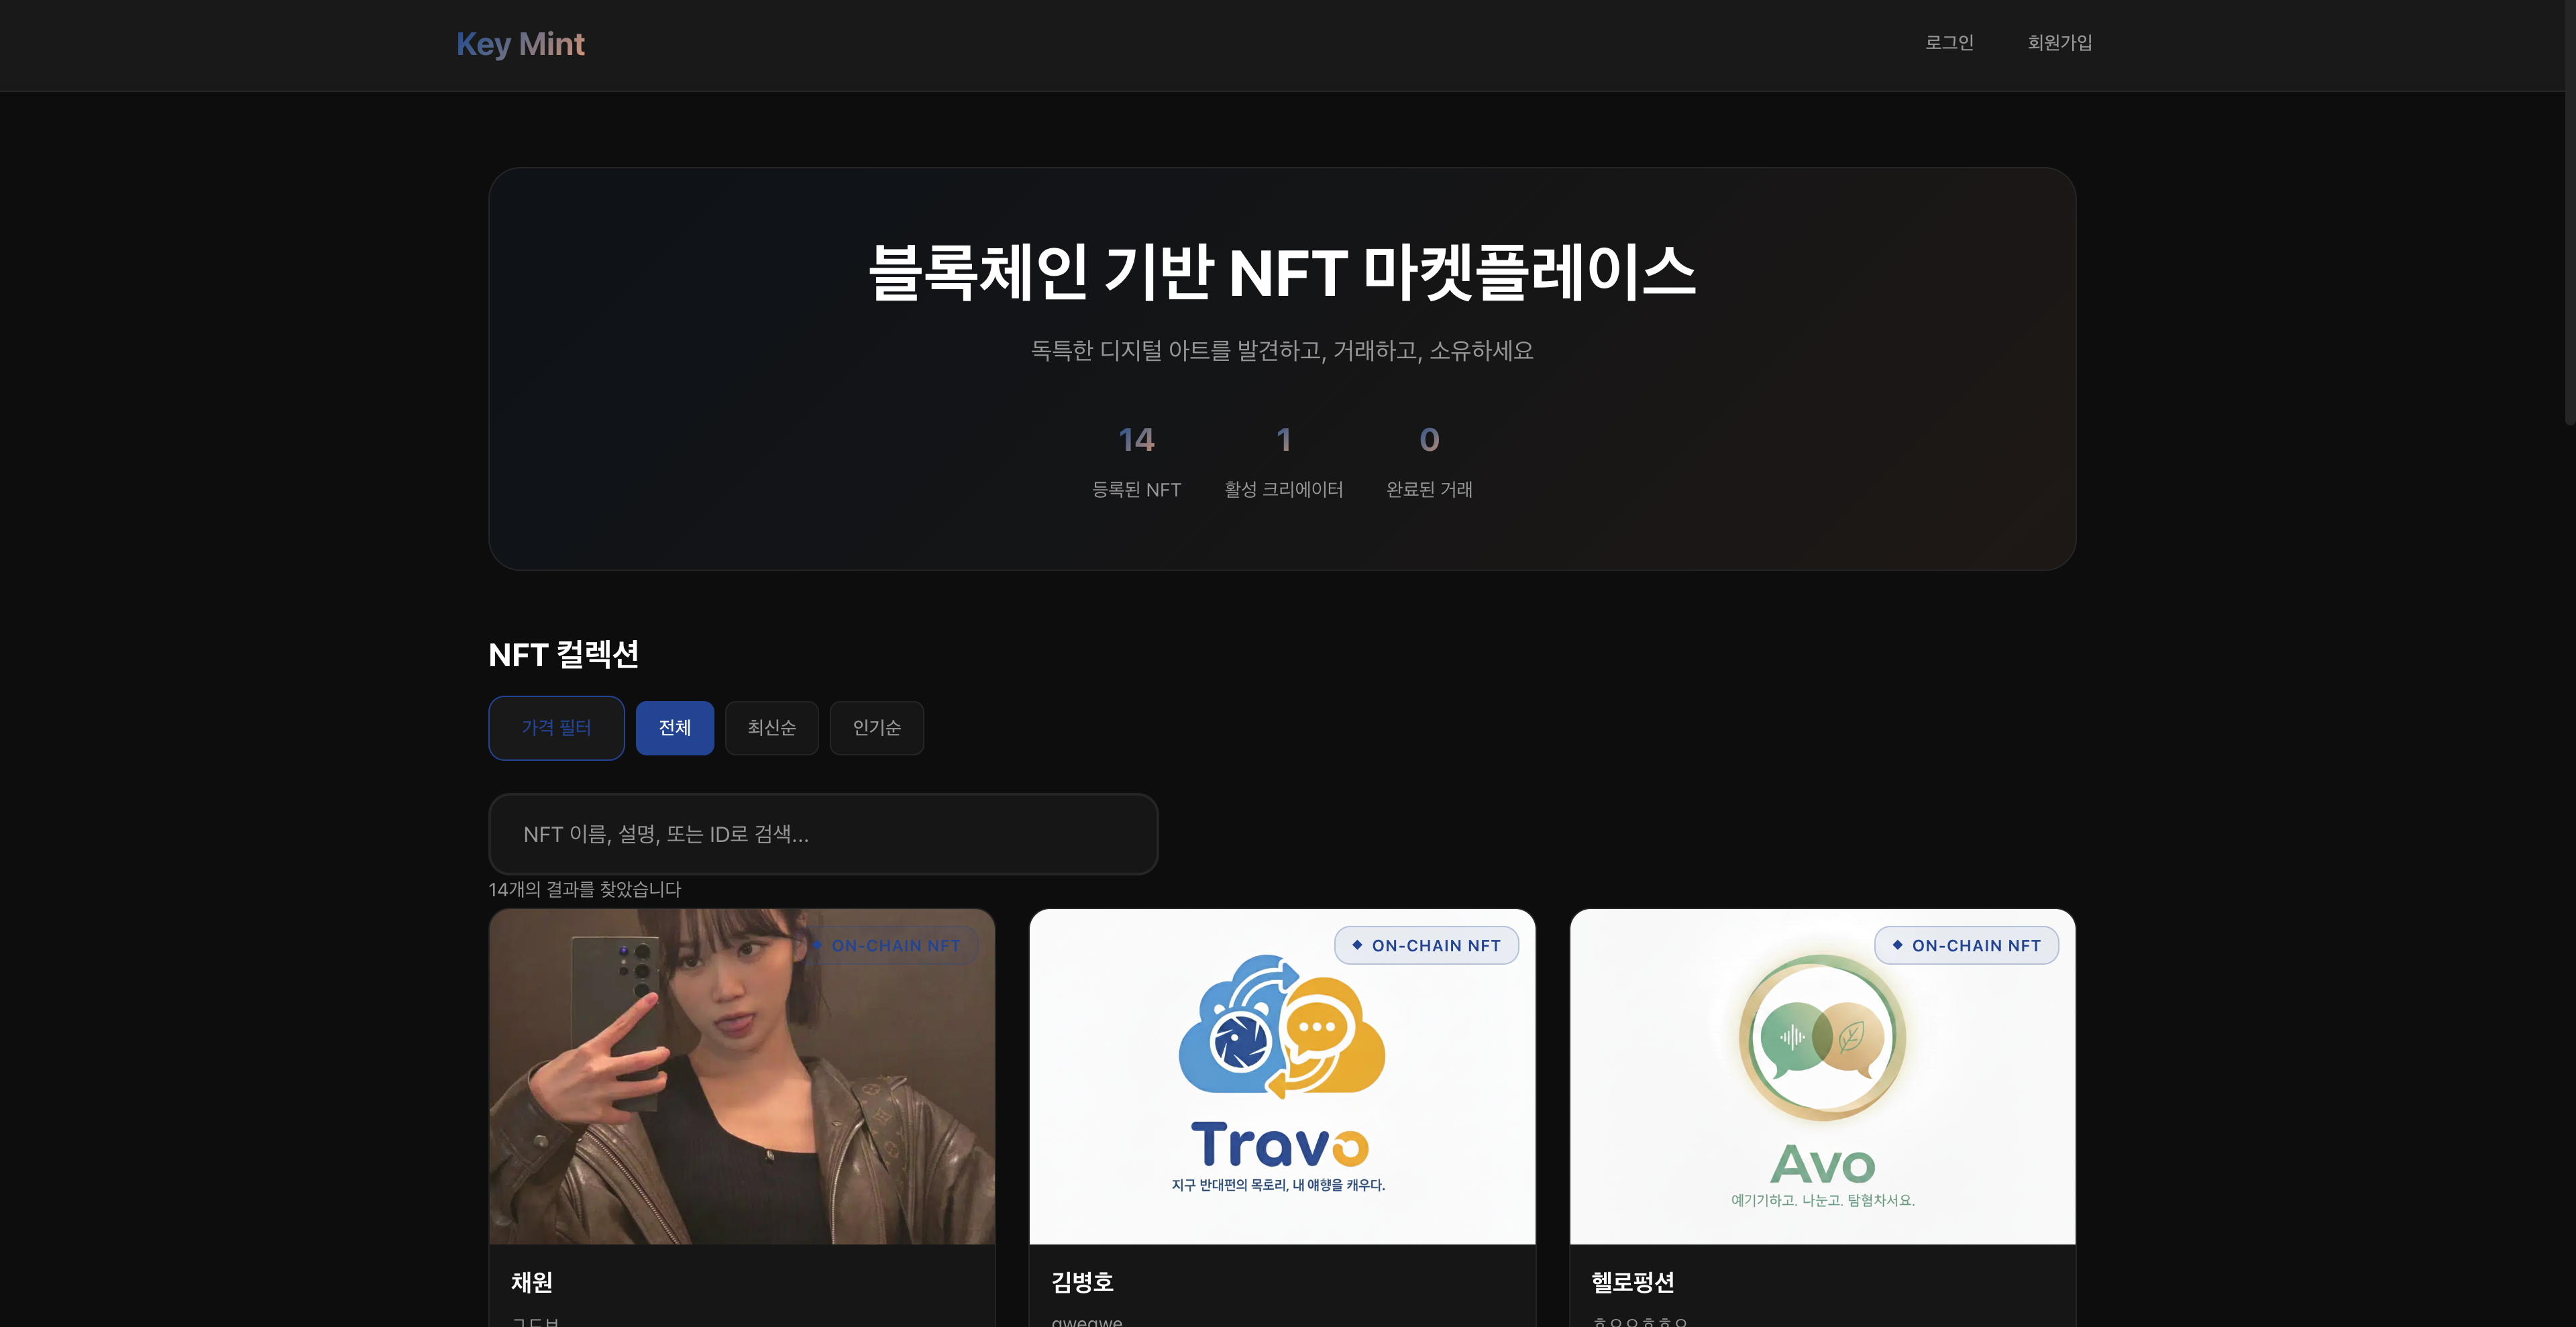 Key Mint
로그인
회원가입
블록체인 기반 NFT 마켓플레이스
독특한 디지털 아트를 발견하고, 거래하고, 소유하세요
14
1
0
등록된 NFT
활성 크리에이터
완료된 거래
NFT 컬렉션
가격 필터
전체
최신순
인기순
NFT 이름, 설명, 또는 ID로 검색...
14개의 결과를 찾았습니다
◆ ON-CHAIN NFT
◆ ON-CHAIN NFT
◆ ON-CHAIN NFT
Travo
지구 반대편의 목토리, 내 얘향을 캐우다.
Avo
예기기하고. 나눈고. 탐험차서요.
채원
김병호
헬로펑션
qweqwe